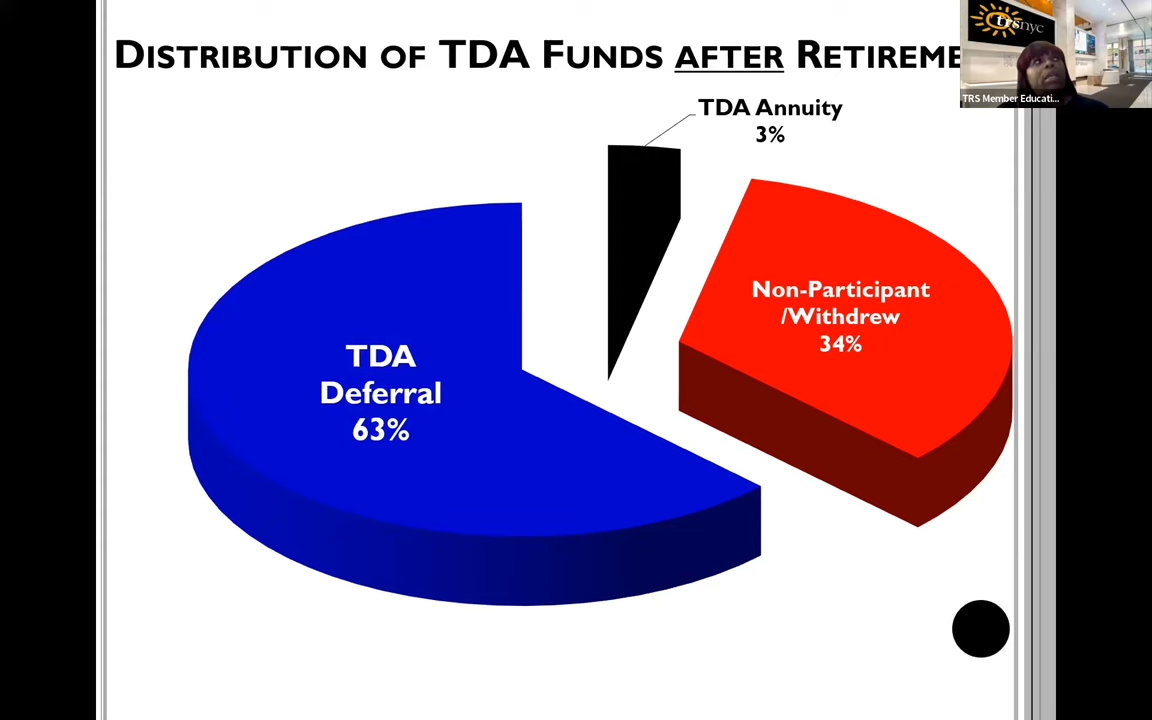 DISTRIBUTION OF TDA FUNDS AFTER RETIREME
trsnyc
TRS Member Educati...
TDA Annuity
3%
Non-Participant
/Withdrew
34%
TDA
Deferral
63%